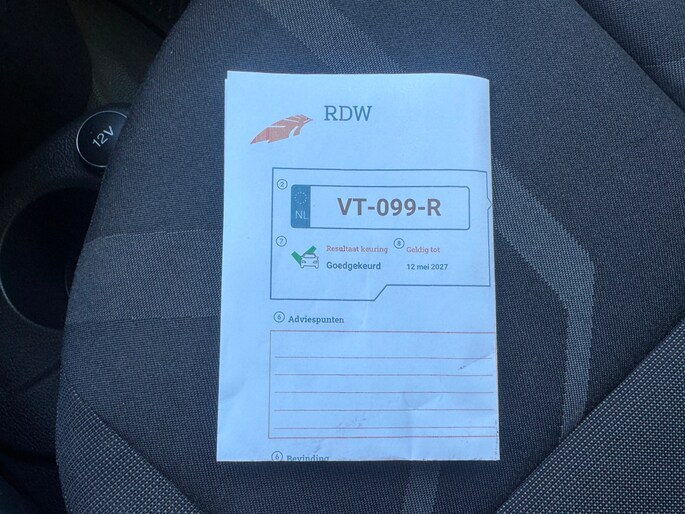 12V
RDW
2
NL VT-099-R
7 Resultaat keuring 8 Geldig tot
Goedgekeurd 12 mei 2027
6 Adviespunten
Bevinding